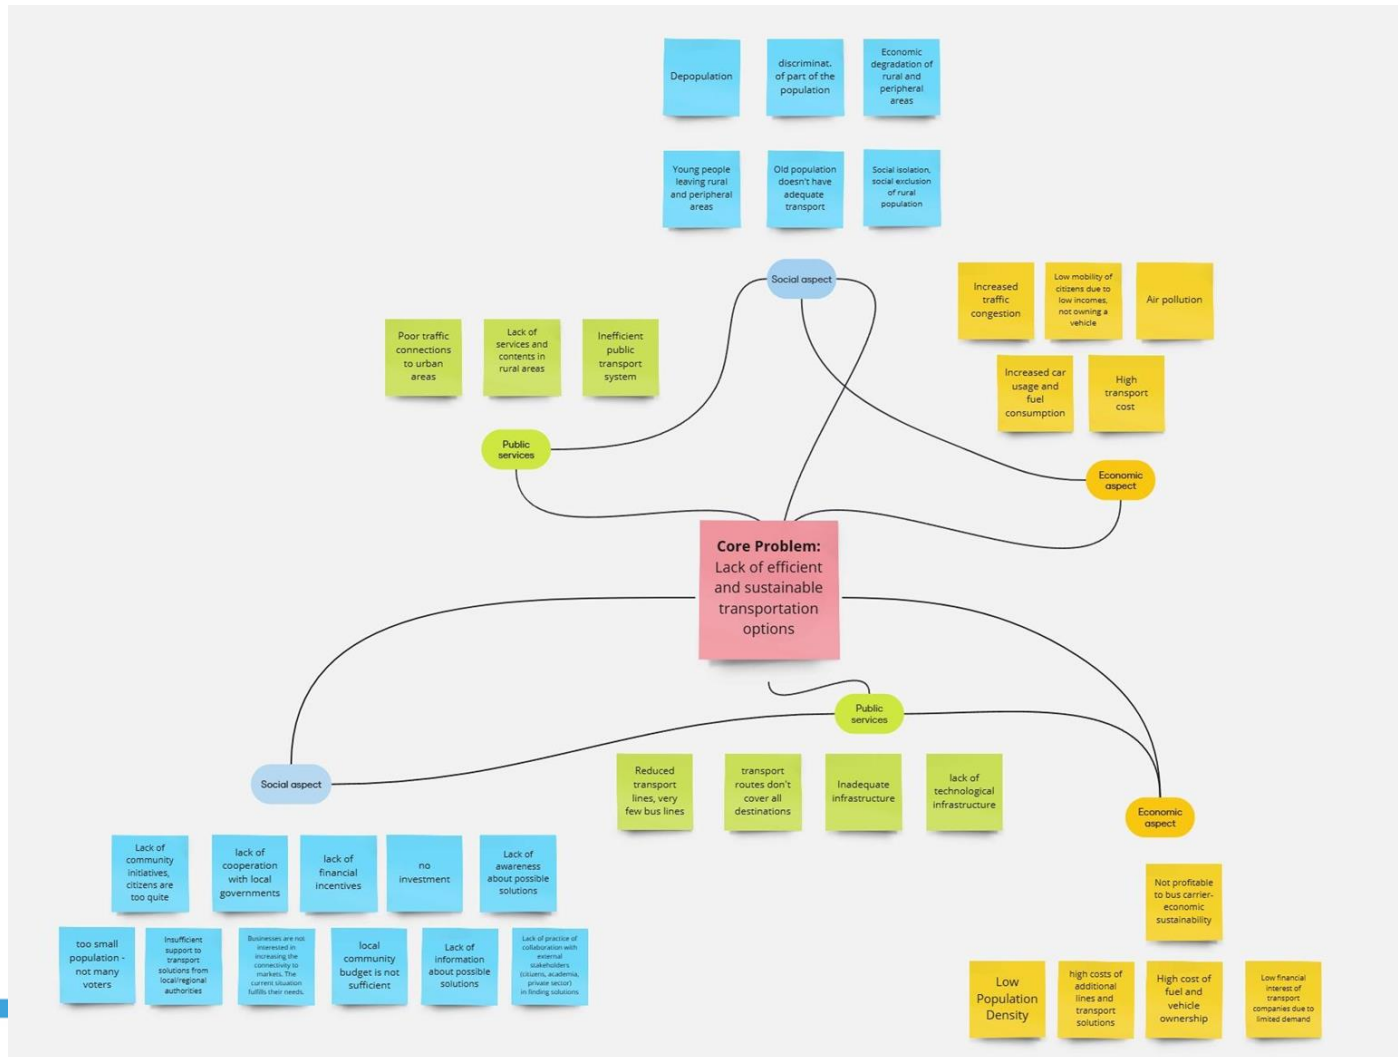 Depopulation
discriminat.
of part of the
population
Economic
degradation of
rural and
peripheral
areas
Young people
leaving rural
and peripheral
areas
Old population
doesn't have
adequate
transport
Social isolation,
social exclusion
of rural
population
Social aspect
Increased
traffic
congestion
Low mobility of
citizens due to
low incomes,
not owning a
vehicle
Air pollution
Increased car
usage and
fuel
consumption
High
transport
cost
Poor traffic
connections
to urban
areas
Lack of
services and
contents in
rural areas
Inefficient
public
transport
system
Public
services
Economic
aspect
Core Problem:
Lack of efficient
and sustainable
transportation
options
Public
services
Reduced
transport
lines, very
few bus lines
transport
routes don't
cover all
destinations
Inadequate
infrastructure
lack of
technological
infrastructure
Social aspect
Lack of
community
initiatives,
citizens are
too quite
lack of
cooperation
with local
governments
lack of
financial
incentives
no
investment
Lack of
awareness
about possible
solutions
too small
population -
not many
voters
Insufficient
support to
transport
solutions from
local/regional
authorities
Businesses are not
interested in
increasing the
connectivity to
markets. The
current situation
fulfills their needs.
local
community
budget is not
sufficient
Lack of
information
about possible
solutions
Lack of practice of
collaboration with
external
stakeholders
(citizens, academia,
private sector)
in finding solutions
Economic
aspect
Not profitable
to bus carrier-
economic
sustainability
Low
Population
Density
high costs of
additional
lines and
transport
solutions
High cost of
fuel and
vehicle
ownership
Low financial
interest of
transport
companies due to
limited demand